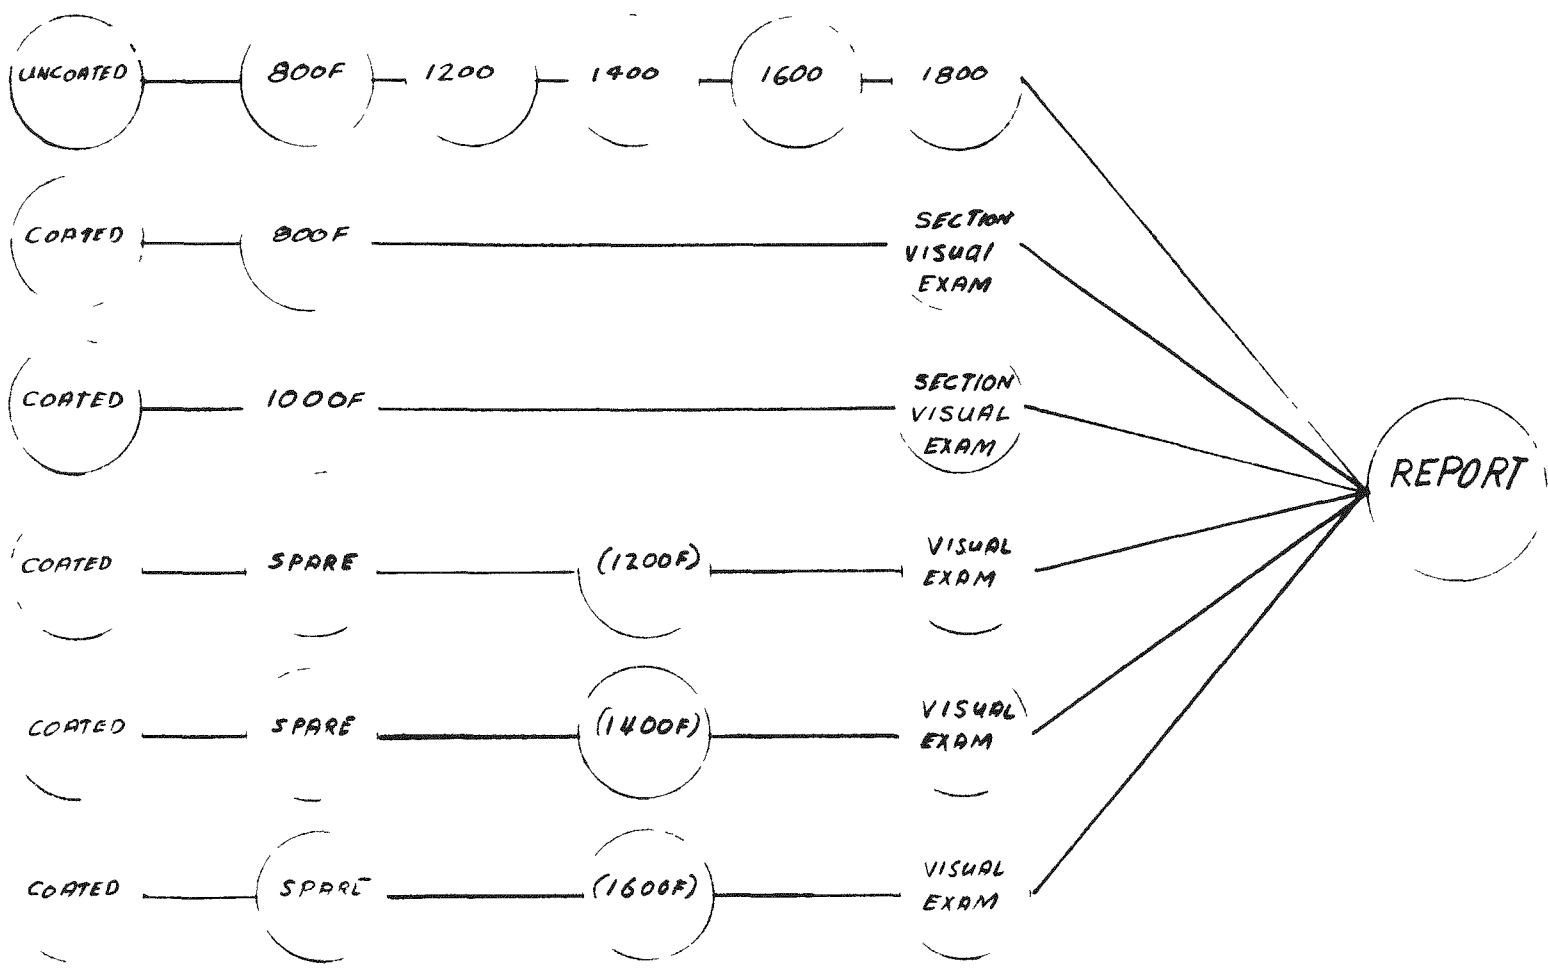 UNCOATED 800F 1200 1400 1600 1800
COATED 800F SECTION
VISUAL
EXAM
COATED 1000F SECTION
VISUAL
EXAM
REPORT
COATED SPARE (1200F) VISUAL
EXAM
COATED SPARE (1400F) VISUAL
EXAM
COATED SPARE (1600F) VISUAL
EXAM